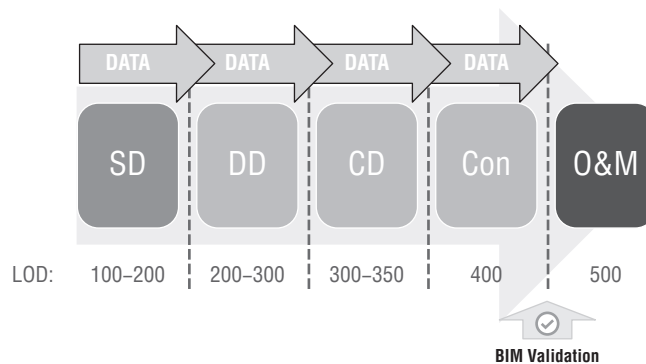 DATA DATA DATA DATA
SD DD CD Con O&M
LOD: 100–200 200–300 300–350 400 500
BIM Validation